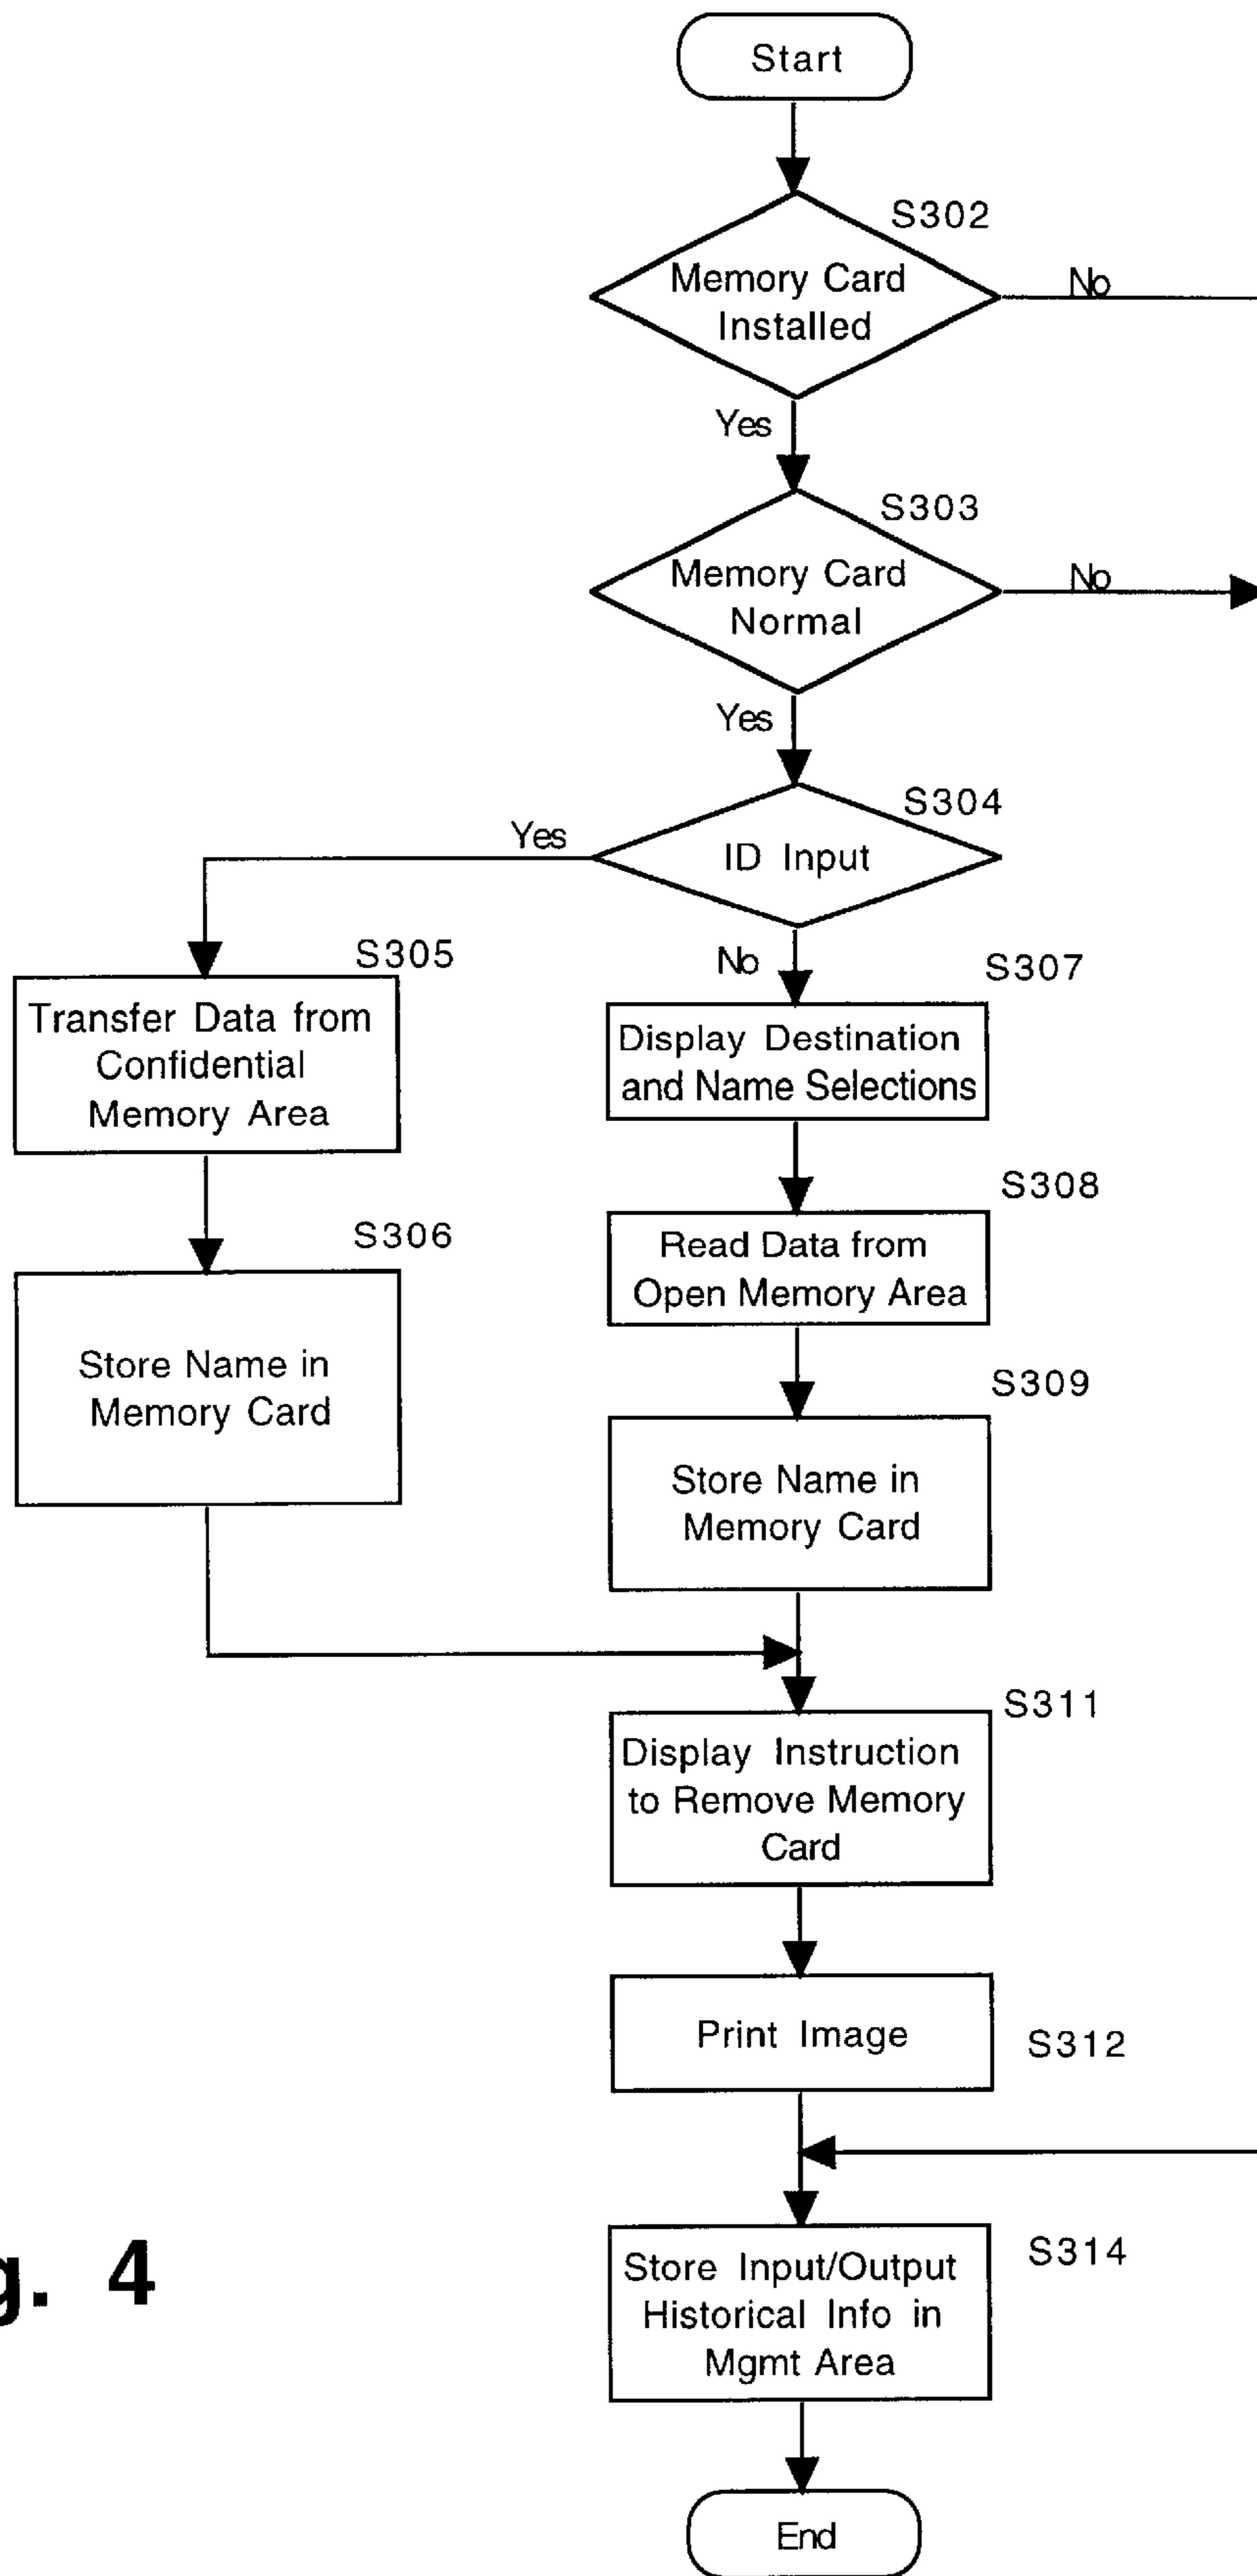 Start
S302
Memory Card
Installed
No
Yes
S303
Memory Card
Normal
No
Yes
S304
ID Input
Yes
No
S305
Transfer Data from
Confidential
Memory Area
S307
Display Destination
and Name Selections
S306
Store Name in
Memory Card
S308
Read Data from
Open Memory Area
S309
Store Name in
Memory Card
S311
Display Instruction
to Remove Memory
Card
Print Image
S312
S314
Store Input/Output
Historical Info in
Mgmt Area
g. 4
End